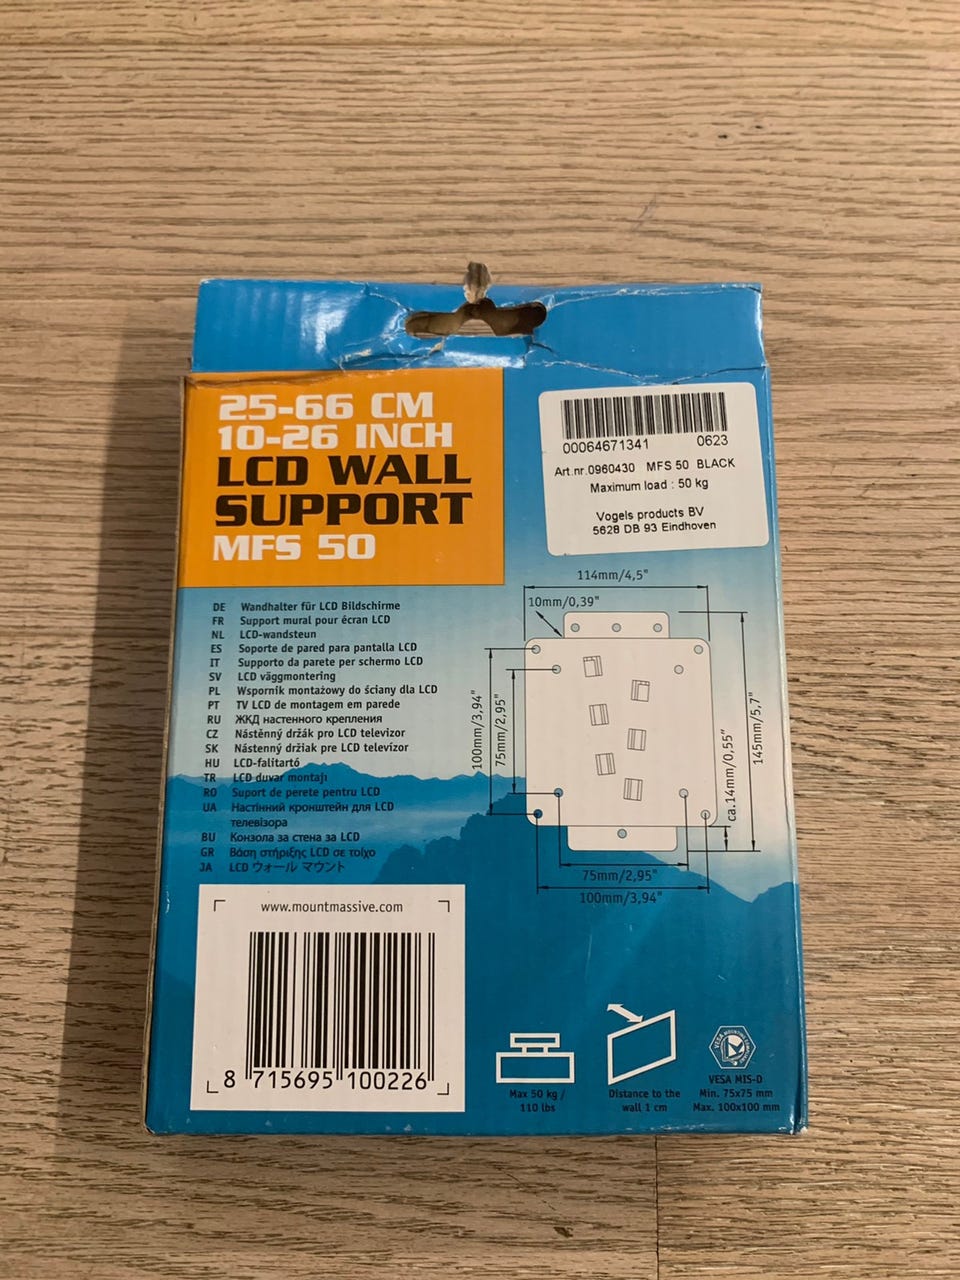 25-66 CM
10-26 INCH
LCD WALL
SUPPORT
MFS 50
00064671341 0623
Art.nr.0960430 MFS 50 BLACK
Maximum load : 50 kg
Vogels products BV
5628 DB 93 Eindhoven
DE Wandhalter für LCD Bildschirme
FR Support mural pour écran LCD
NL LCD-wandsteun
ES Soporte de pared para pantalla LCD
IT Supporto da parete per schermo LCD
SV LCD väggmontering
PL Wspornik montażowy do ściany dla LCD
PT TV LCD de montagem em parede
RU ЖКД настенного крепления
CZ Nástěnný držák pro LCD televizor
SK Nástenný držiak pre LCD televízor
HU LCD-falitartó
TR LCD duvar montajı
RO Suport de perete pentru LCD
UA Настінний кронштейн для LCD
телевізора
BU Конзола за стена за LCD
GR Βάση στήριξης LCD σε τοίχο
JA LCD ウォール マウント
114mm/4,5"
10mm/0,39"
100mm/3,94"
75mm/2,95"
ca.14mm/0,55"
145mm/5,7"
75mm/2,95"
100mm/3,94"
www.mountmassive.com
8 715695 100226
Max 50 kg /
110 lbs
Distance to the
wall 1 cm
VESA MIS-D
Min. 75x75 mm
Max. 100x100 mm